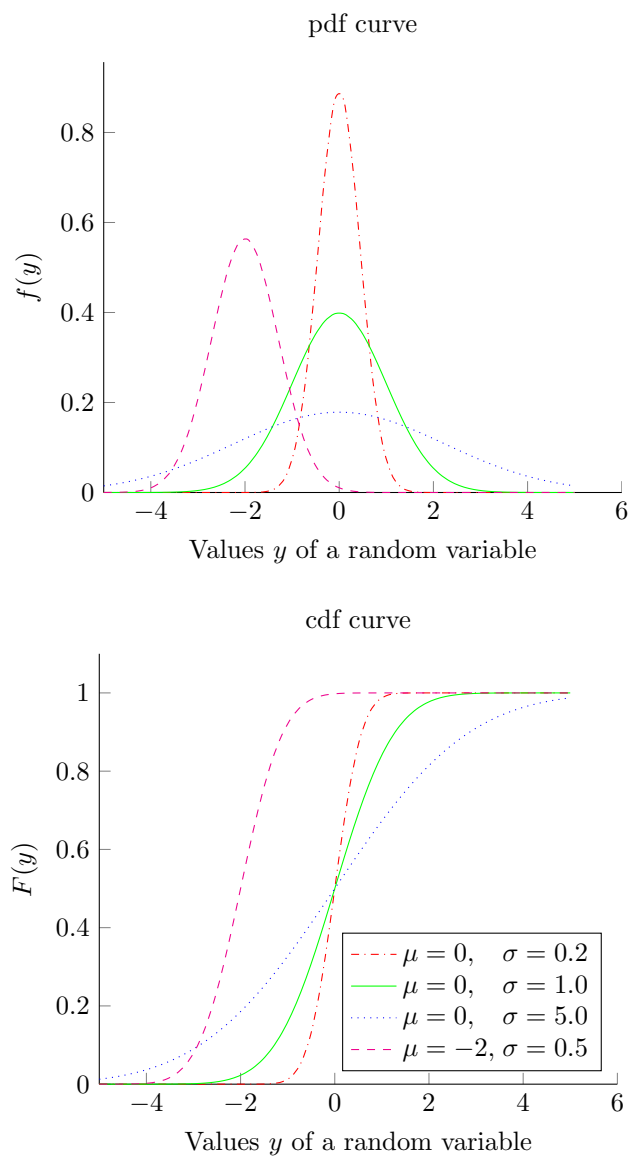 pdf curve
0.8
0.6
0.4
0.2
0
f(y)
−4 −2 0 2 4 6
Values y of a random variable
cdf curve
1
0.8
0.6
0.4
0.2
0
F(y)
μ = 0, σ = 0.2
μ = 0, σ = 1.0
μ = 0, σ = 5.0
μ = −2, σ = 0.5
−4 −2 0 2 4 6
Values y of a random variable